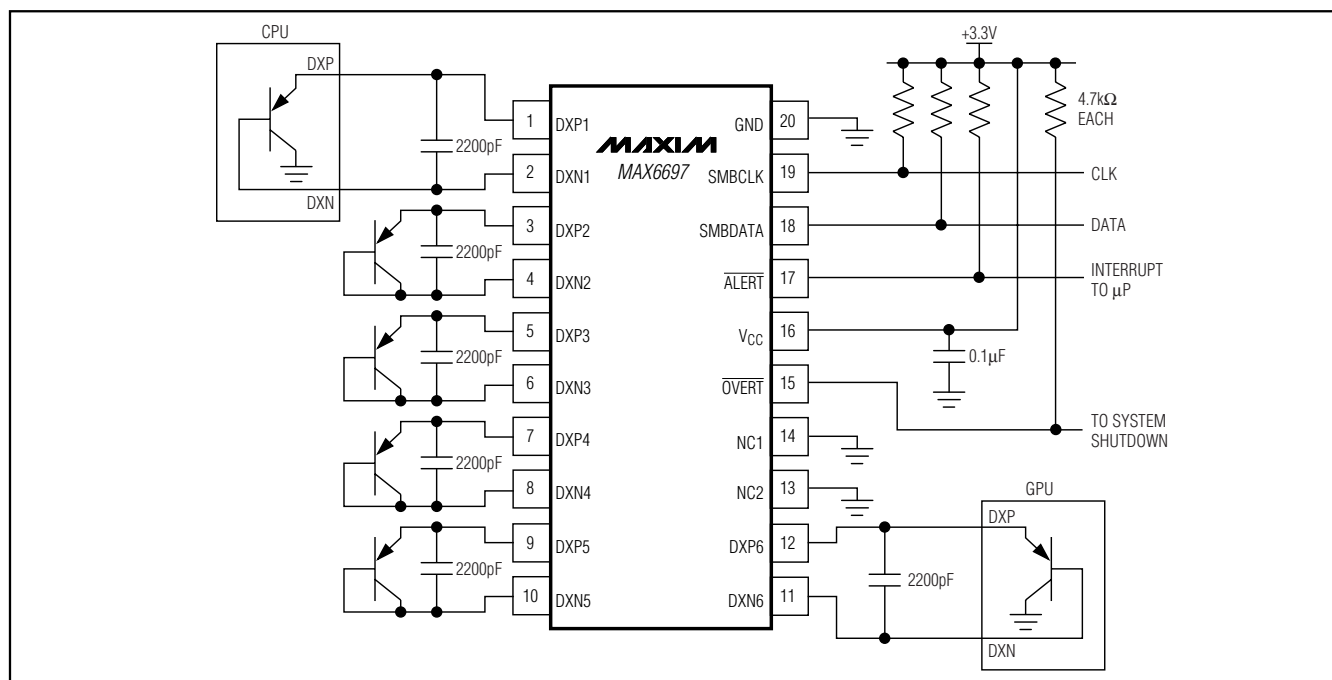 CPU
DXP
DXN
2200pF
2200pF
2200pF
2200pF
2200pF
1 DXP1
2 DXN1
3 DXP2
4 DXN2
5 DXP3
6 DXN3
7 DXP4
8 DXN4
9 DXP5
10 DXN5
MAXIM
MAX6697
GND 20
SMBCLK 19
SMBDATA 18
ALERT 17
VCC 16
OVERT 15
NC1 14
NC2 13
DXP6 12
DXN6 11
+3.3V
4.7kΩ
EACH
CLK
DATA
INTERRUPT
TO μP
0.1μF
TO SYSTEM
SHUTDOWN
GPU
DXP
2200pF
DXN